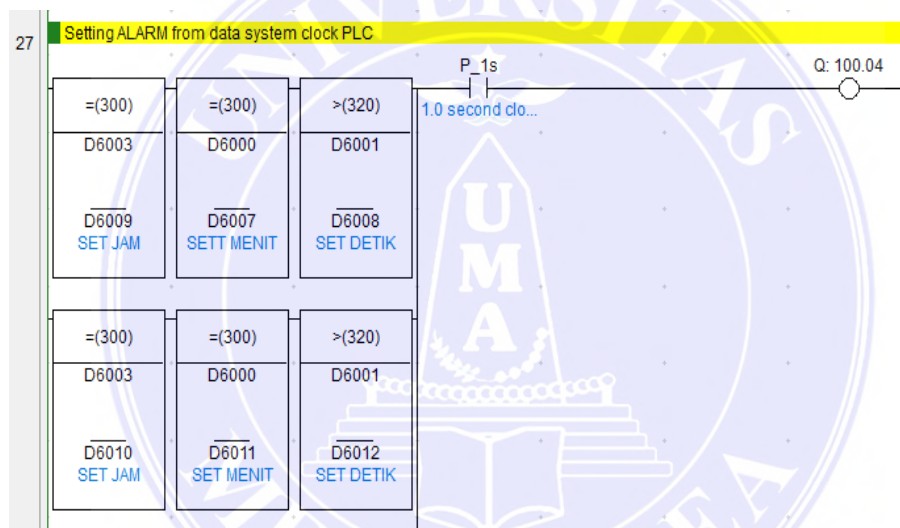 27
Setting ALARM from data system clock PLC
P_1s
Q: 100.04
1.0 second clo...
=(300)
=(300)
>(320)
D6003
D6000
D6001
D6009
D6007
D6008
SET JAM
SETT MENIT
SET DETIK
=(300)
=(300)
>(320)
D6003
D6000
D6001
D6010
D6011
D6012
SET JAM
SET MENIT
SET DETIK
UNIVERSITAS
UMA